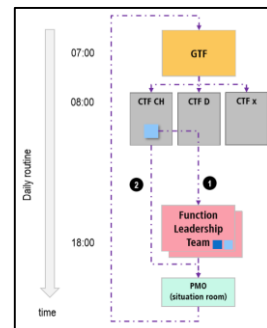 07:00
GTF
08:00
CTF CH
CTF D
CTF x
Daily routine
2
1
18:00
Function
Leadership
Team
PMO
(situation room)
time